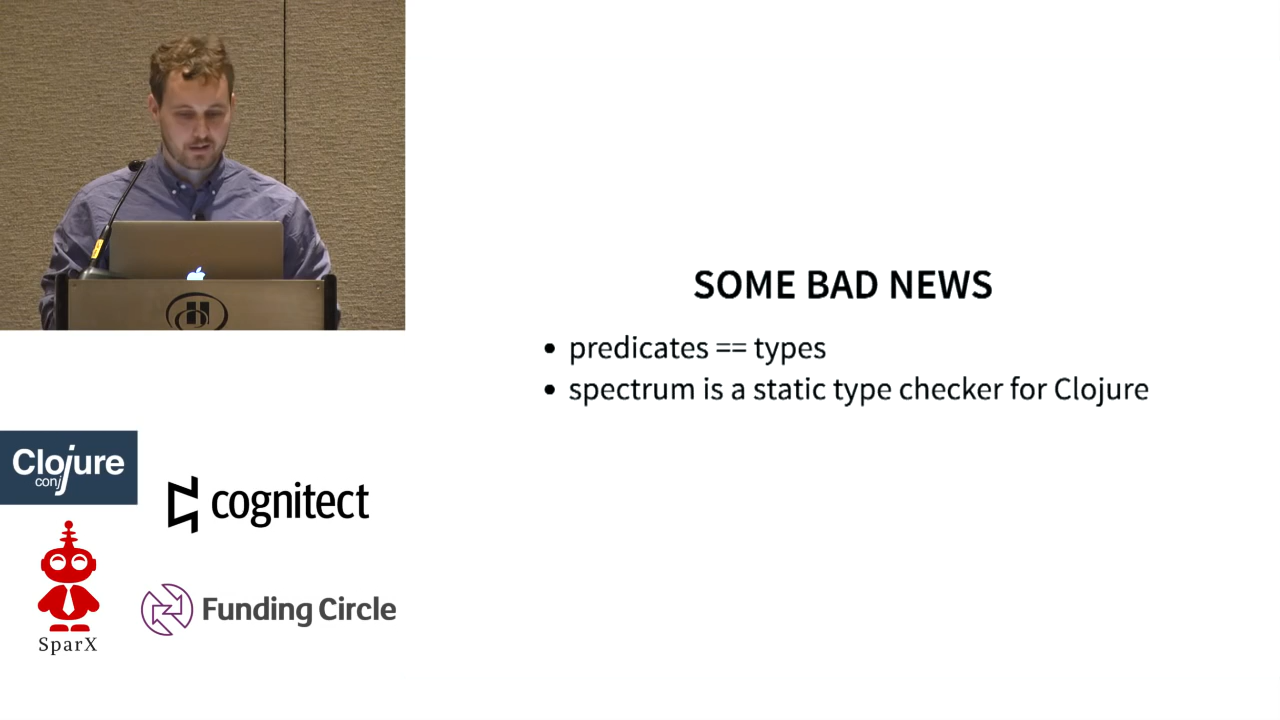 SOME BAD NEWS
predicates == types
spectrum is a static type checker for Clojure
Clojure
conj
cognitect
SparX
Funding Circle
H